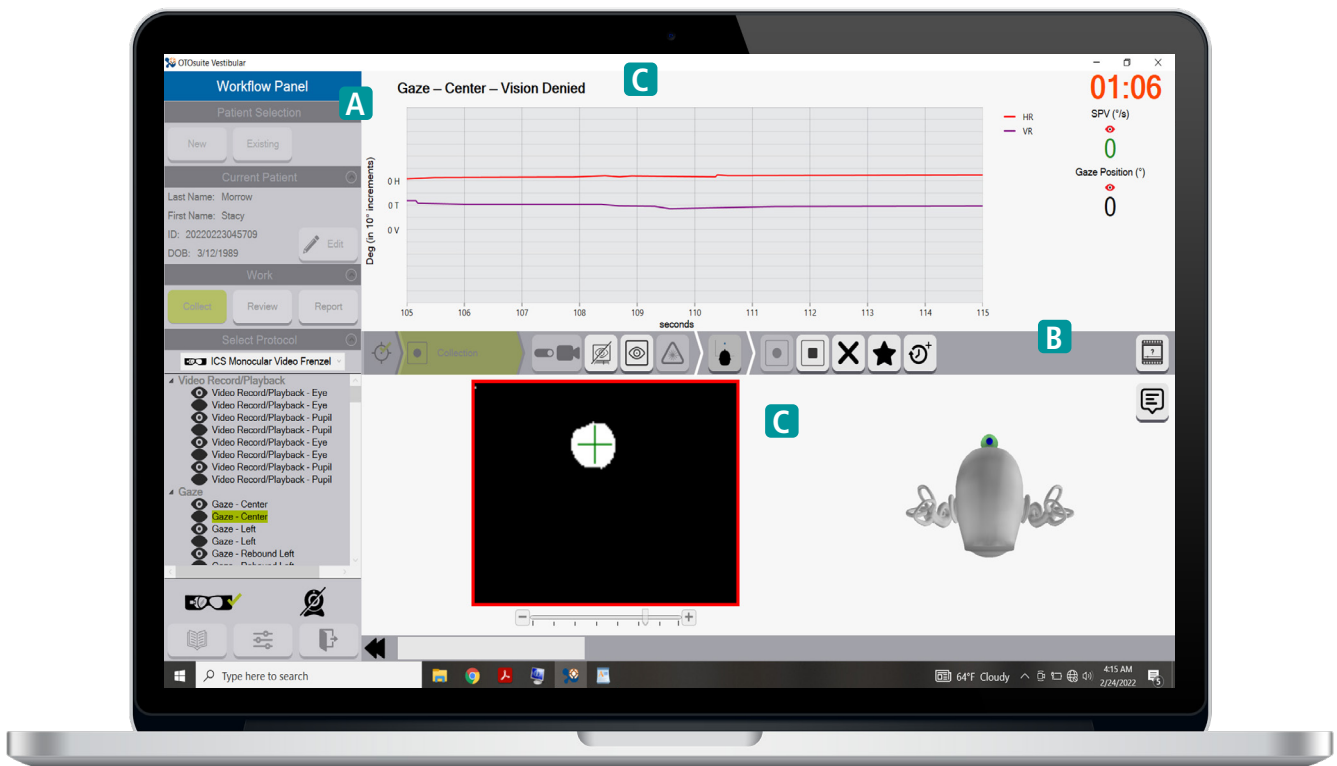 OTOsuite Vestibular
Workflow Panel
A
Patient Selection
New
Existing
Current Patient
Last Name: Morrow
First Name: Stacy
ID: 20220223045709
DOB: 3/12/1989
Edit
Work
Collect
Review
Report
Select Protocol
ICS Monocular Video Frenzel
Video Record/Playback
Video Record/Playback - Eye
Video Record/Playback - Eye
Video Record/Playback - Pupil
Video Record/Playback - Pupil
Video Record/Playback - Eye
Video Record/Playback - Eye
Video Record/Playback - Pupil
Video Record/Playback - Pupil
Gaze
Gaze - Center
Gaze - Center
Gaze - Left
Gaze - Left
Gaze - Rebound Left
Gaze - Rebound Left
Gaze – Center – Vision Denied
C
01:06
HR
VR
SPV (°/s)
0
Gaze Position (°)
0
Deg (in 10° increments)
0 H
0 T
0 V
105 106 107 108 109 110 111 112 113 114 115
seconds
B
Collection
?
C
Type here to search
64°F Cloudy
4:15 AM
2/24/2022
5